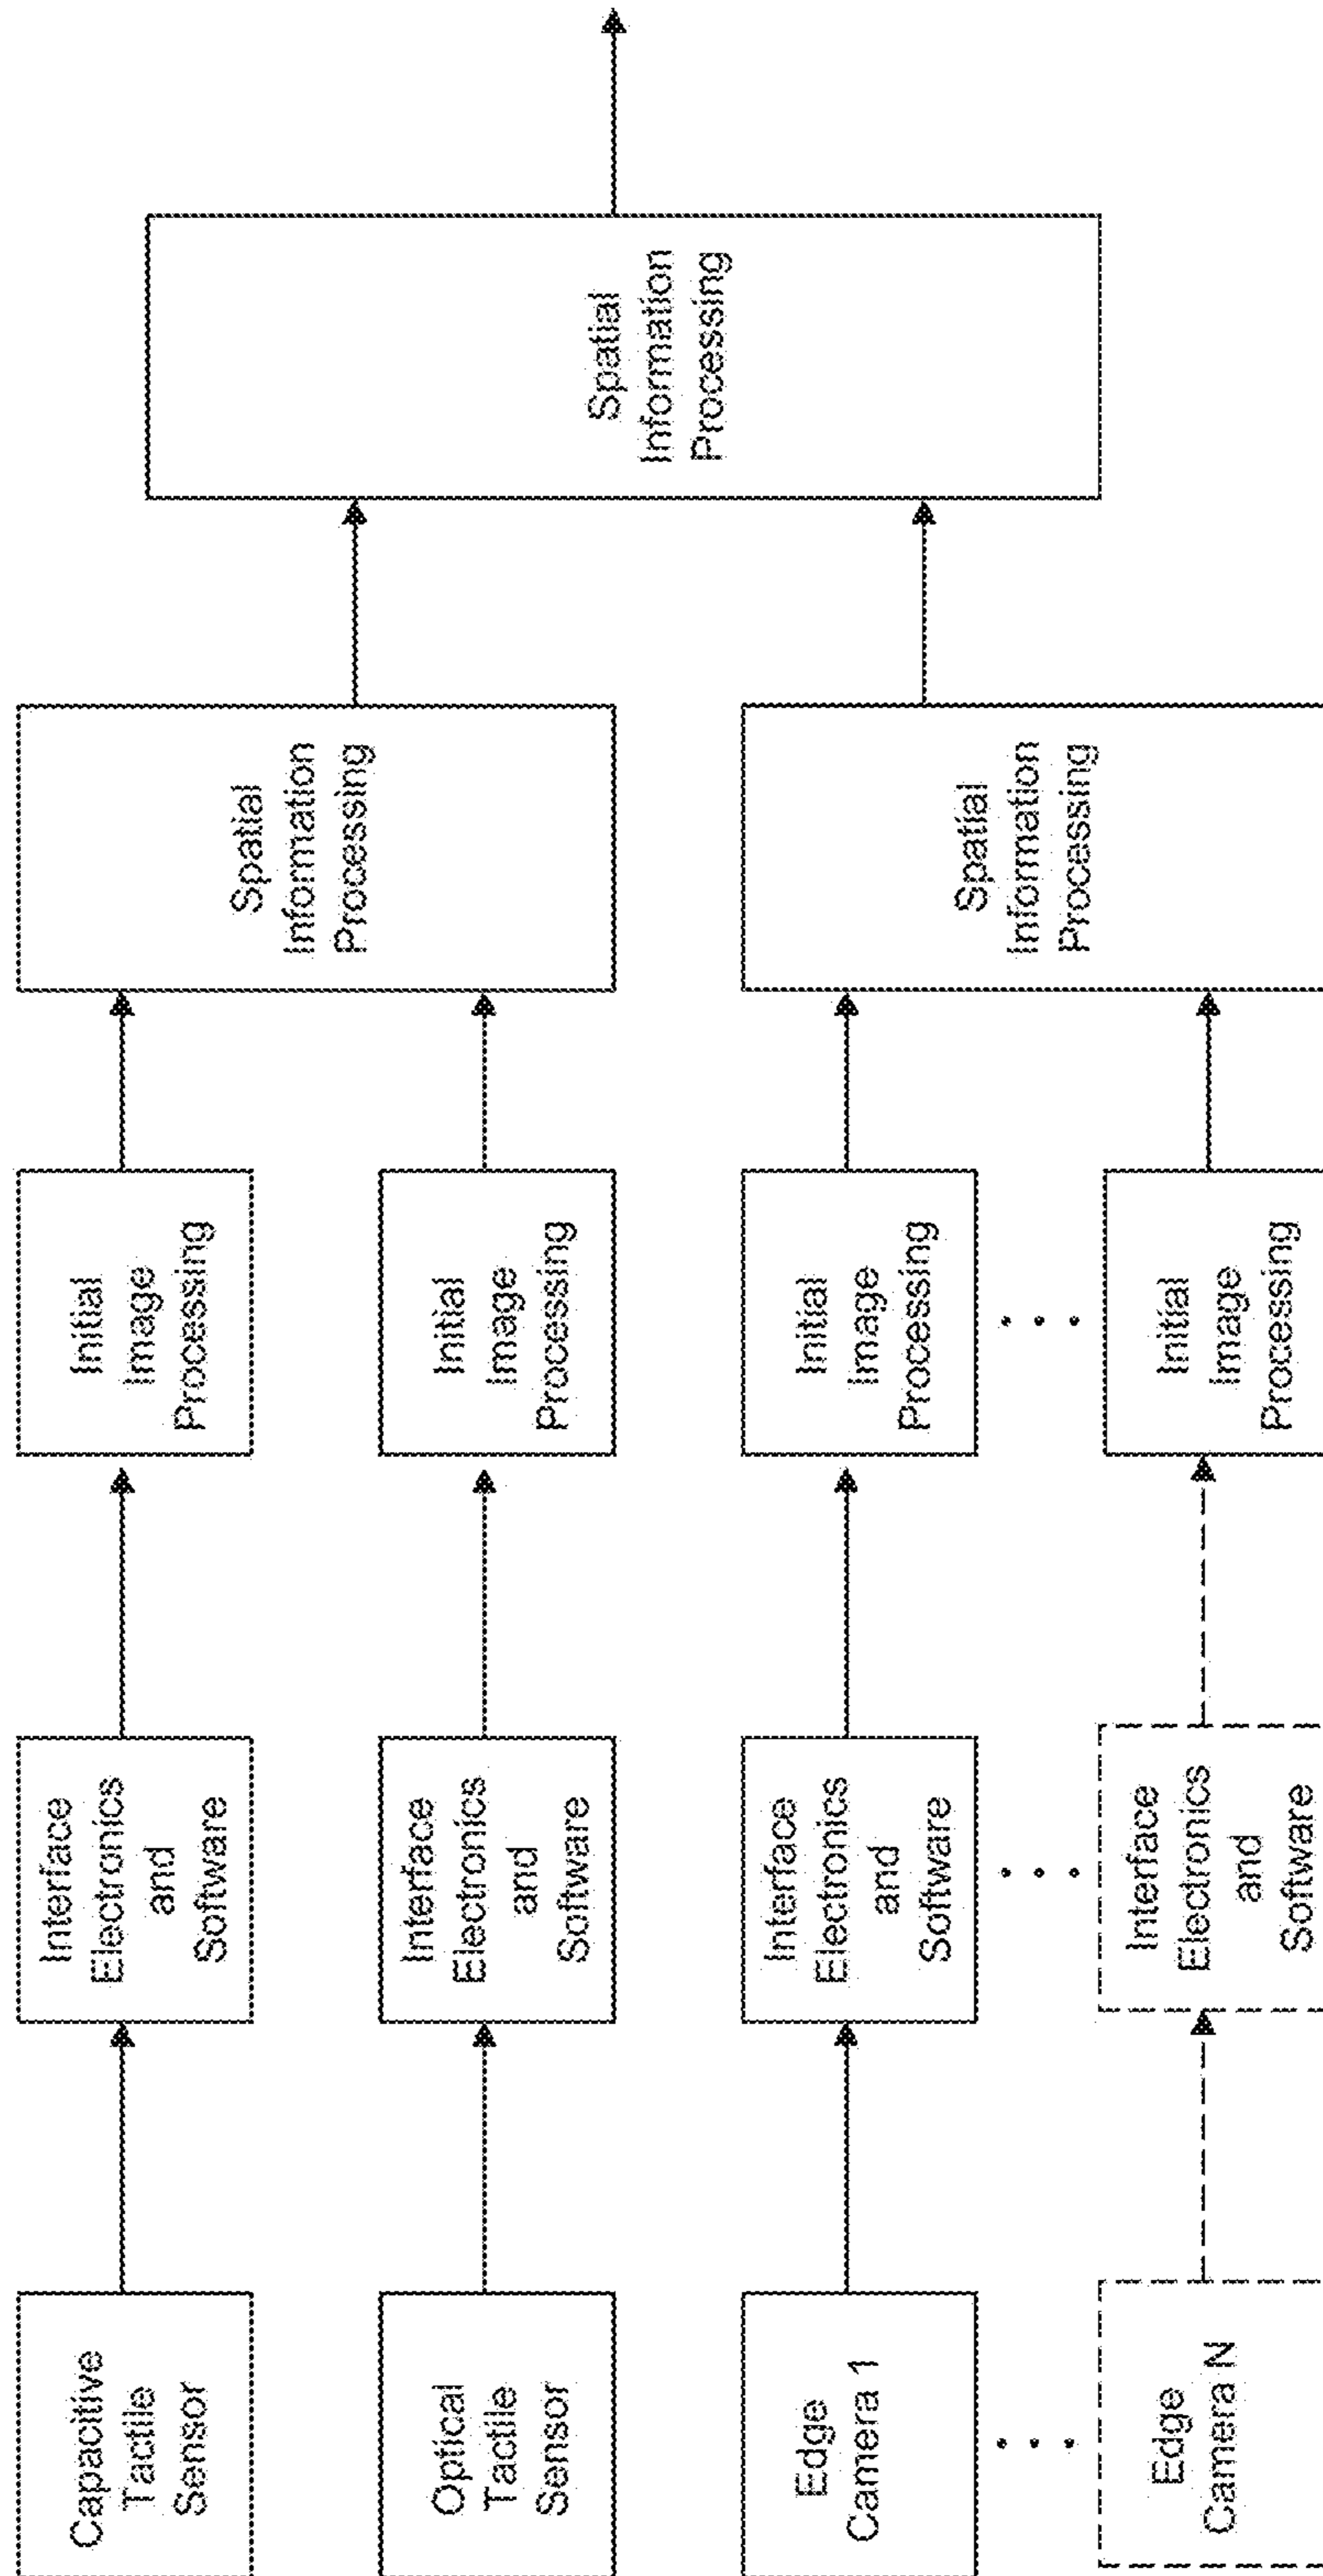 Capacitive
Tactile
Sensor
Interface
Electronics
and
Software
Initial
Image
Processing
Optical
Tactile
Sensor
Interface
Electronics
and
Software
Initial
Image
Processing
Spatial
Information
Processing
Edge
Camera 1
Interface
Electronics
and
Software
Initial
Image
Processing
Edge
Camera N
Interface
Electronics
and
Software
Initial
Image
Processing
Spatial
Information
Processing
Spatial
Information
Processing